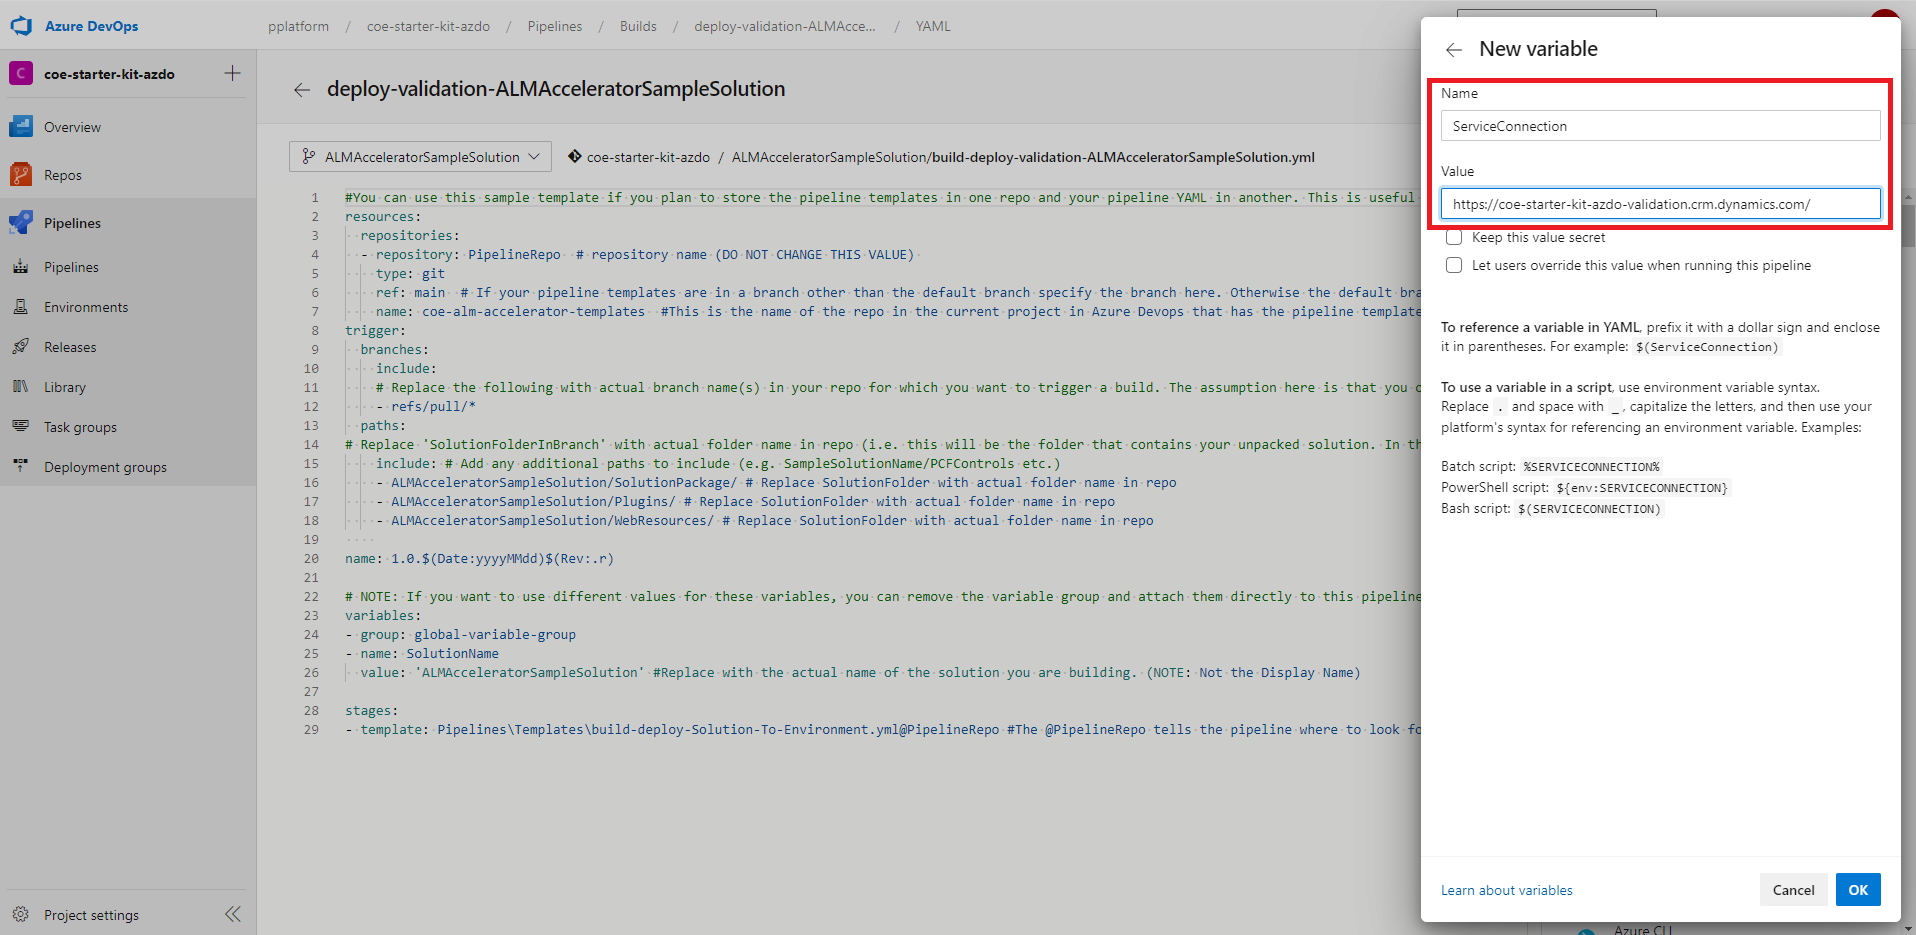 Azure DevOps
pplatform / coe-starter-kit-azdo / Pipelines / Builds / deploy-validation-ALMAcce... / YAML
C coe-starter-kit-azdo
Overview
Repos
Pipelines
Pipelines
Environments
Releases
Library
Task groups
Deployment groups
Project settings
deploy-validation-ALMAcceleratorSampleSolution
ALMAcceleratorSampleSolution
coe-starter-kit-azdo / ALMAcceleratorSampleSolution/build-deploy-validation-ALMAcceleratorSampleSolution.yml
1 #You can use this sample template if you plan to store the pipeline templates in one repo and your pipeline YAML in another. This is useful
2 resources:
3 repositories:
4 - repository: PipelineRepo # repository name (DO NOT CHANGE THIS VALUE)
5 type: git
6 ref: main # If your pipeline templates are in a branch other than the default branch specify the branch here. Otherwise the default bra
7 name: coe-alm-accelerator-templates #This is the name of the repo in the current project in Azure Devops that has the pipeline template
8 trigger:
9 branches:
10 include:
11 # Replace the following with actual branch name(s) in your repo for which you want to trigger a build. The assumption here is that you
12 - refs/pull/*
13 paths:
14 # Replace 'SolutionFolderInBranch' with actual folder name in repo (i.e. this will be the folder that contains your unpacked solution. In th
15 include: # Add any additional paths to include (e.g. SampleSolutionName/PCFControls etc.)
16 - ALMAcceleratorSampleSolution/SolutionPackage/ # Replace SolutionFolder with actual folder name in repo
17 - ALMAcceleratorSampleSolution/Plugins/ # Replace SolutionFolder with actual folder name in repo
18 - ALMAcceleratorSampleSolution/WebResources/ # Replace SolutionFolder with actual folder name in repo
19
20 name: 1.0.$(Date:yyyyMMdd)$(Rev:.r)
21
22 # NOTE: If you want to use different values for these variables, you can remove the variable group and attach them directly to this pipeline
23 variables:
24 - group: global-variable-group
25 - name: SolutionName
26 value: 'ALMAcceleratorSampleSolution' #Replace with the actual name of the solution you are building. (NOTE: Not the Display Name)
27
28 stages:
29 - template: Pipelines\Templates\build-deploy-Solution-To-Environment.yml@PipelineRepo #The @PipelineRepo tells the pipeline where to look fo
New variable
Name
ServiceConnection
Value
https://coe-starter-kit-azdo-validation.crm.dynamics.com/
Keep this value secret
Let users override this value when running this pipeline
To reference a variable in YAML, prefix it with a dollar sign and enclose
it in parentheses. For example: $(ServiceConnection)
To use a variable in a script, use environment variable syntax.
Replace . and space with _, capitalize the letters, and then use your
platform's syntax for referencing an environment variable. Examples:
Batch script: %SERVICECONNECTION%
PowerShell script: ${env:SERVICECONNECTION}
Bash script: $(SERVICECONNECTION)
Learn about variables
Cancel
OK
Azure CLI